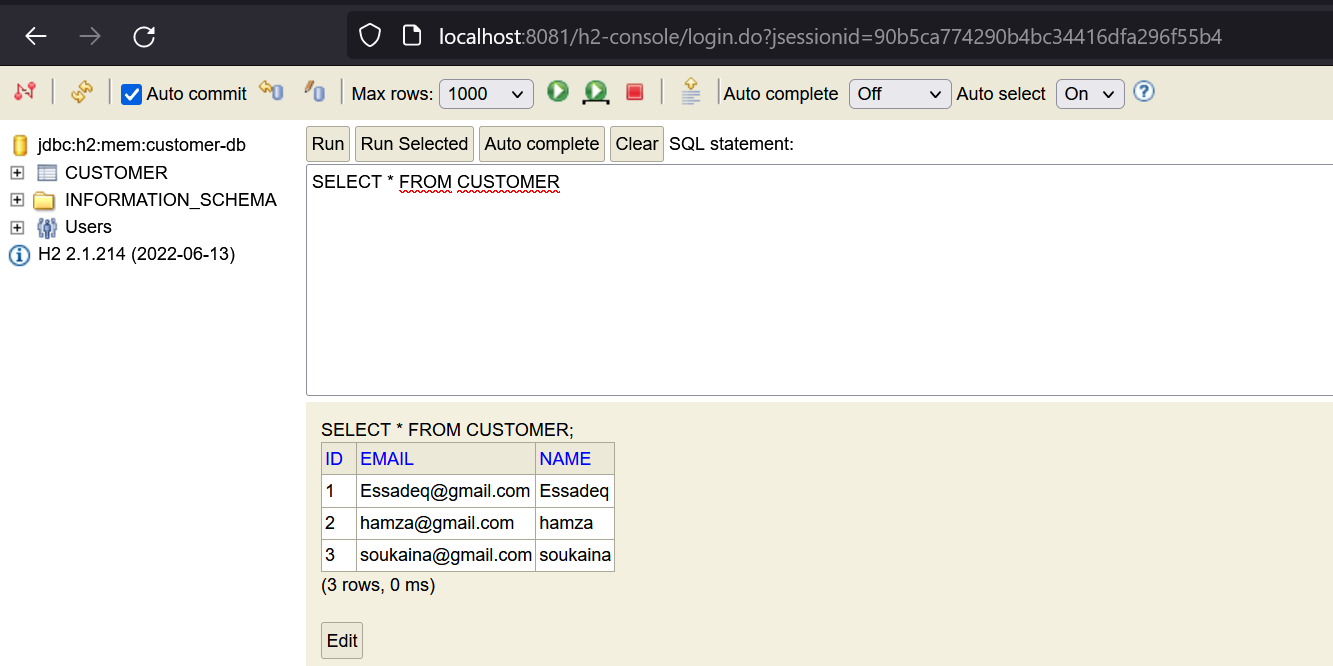 localhost:8081/h2-console/login.do?jsessionid=90b5ca774290b4bc34416dfa296f55b4
Auto commit Max rows: 1000 Auto complete Off Auto select On ?
jdbc:h2:mem:customer-db
CUSTOMER
INFORMATION_SCHEMA
Users
H2 2.1.214 (2022-06-13)
Run Run Selected Auto complete Clear SQL statement:
SELECT * FROM CUSTOMER
SELECT * FROM CUSTOMER;
ID EMAIL NAME
1 Essadeq@gmail.com Essadeq
2 hamza@gmail.com hamza
3 soukaina@gmail.com soukaina
(3 rows, 0 ms)
Edit